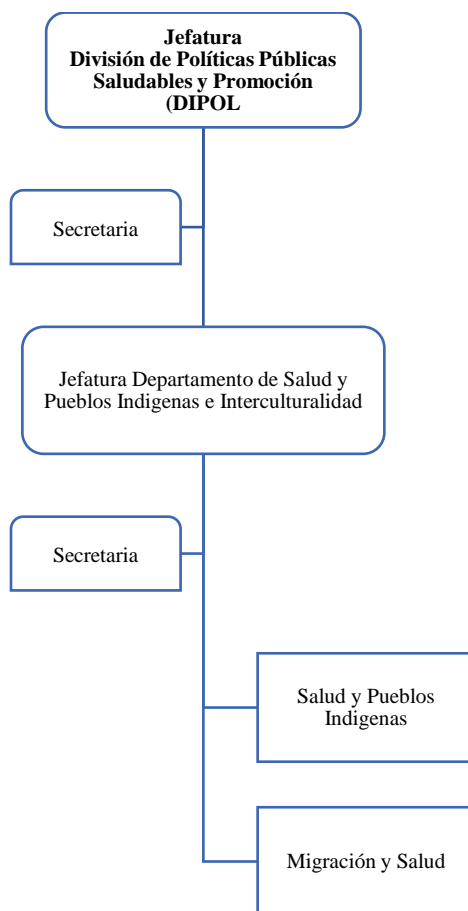 Jefatura
División de Políticas Públicas
Saludables y Promoción
(DIPOL
Secretaria
Jefatura Departamento de Salud y
Pueblos Indigenas e Interculturalidad
Secretaria
Salud y Pueblos
Indigenas
Migración y Salud